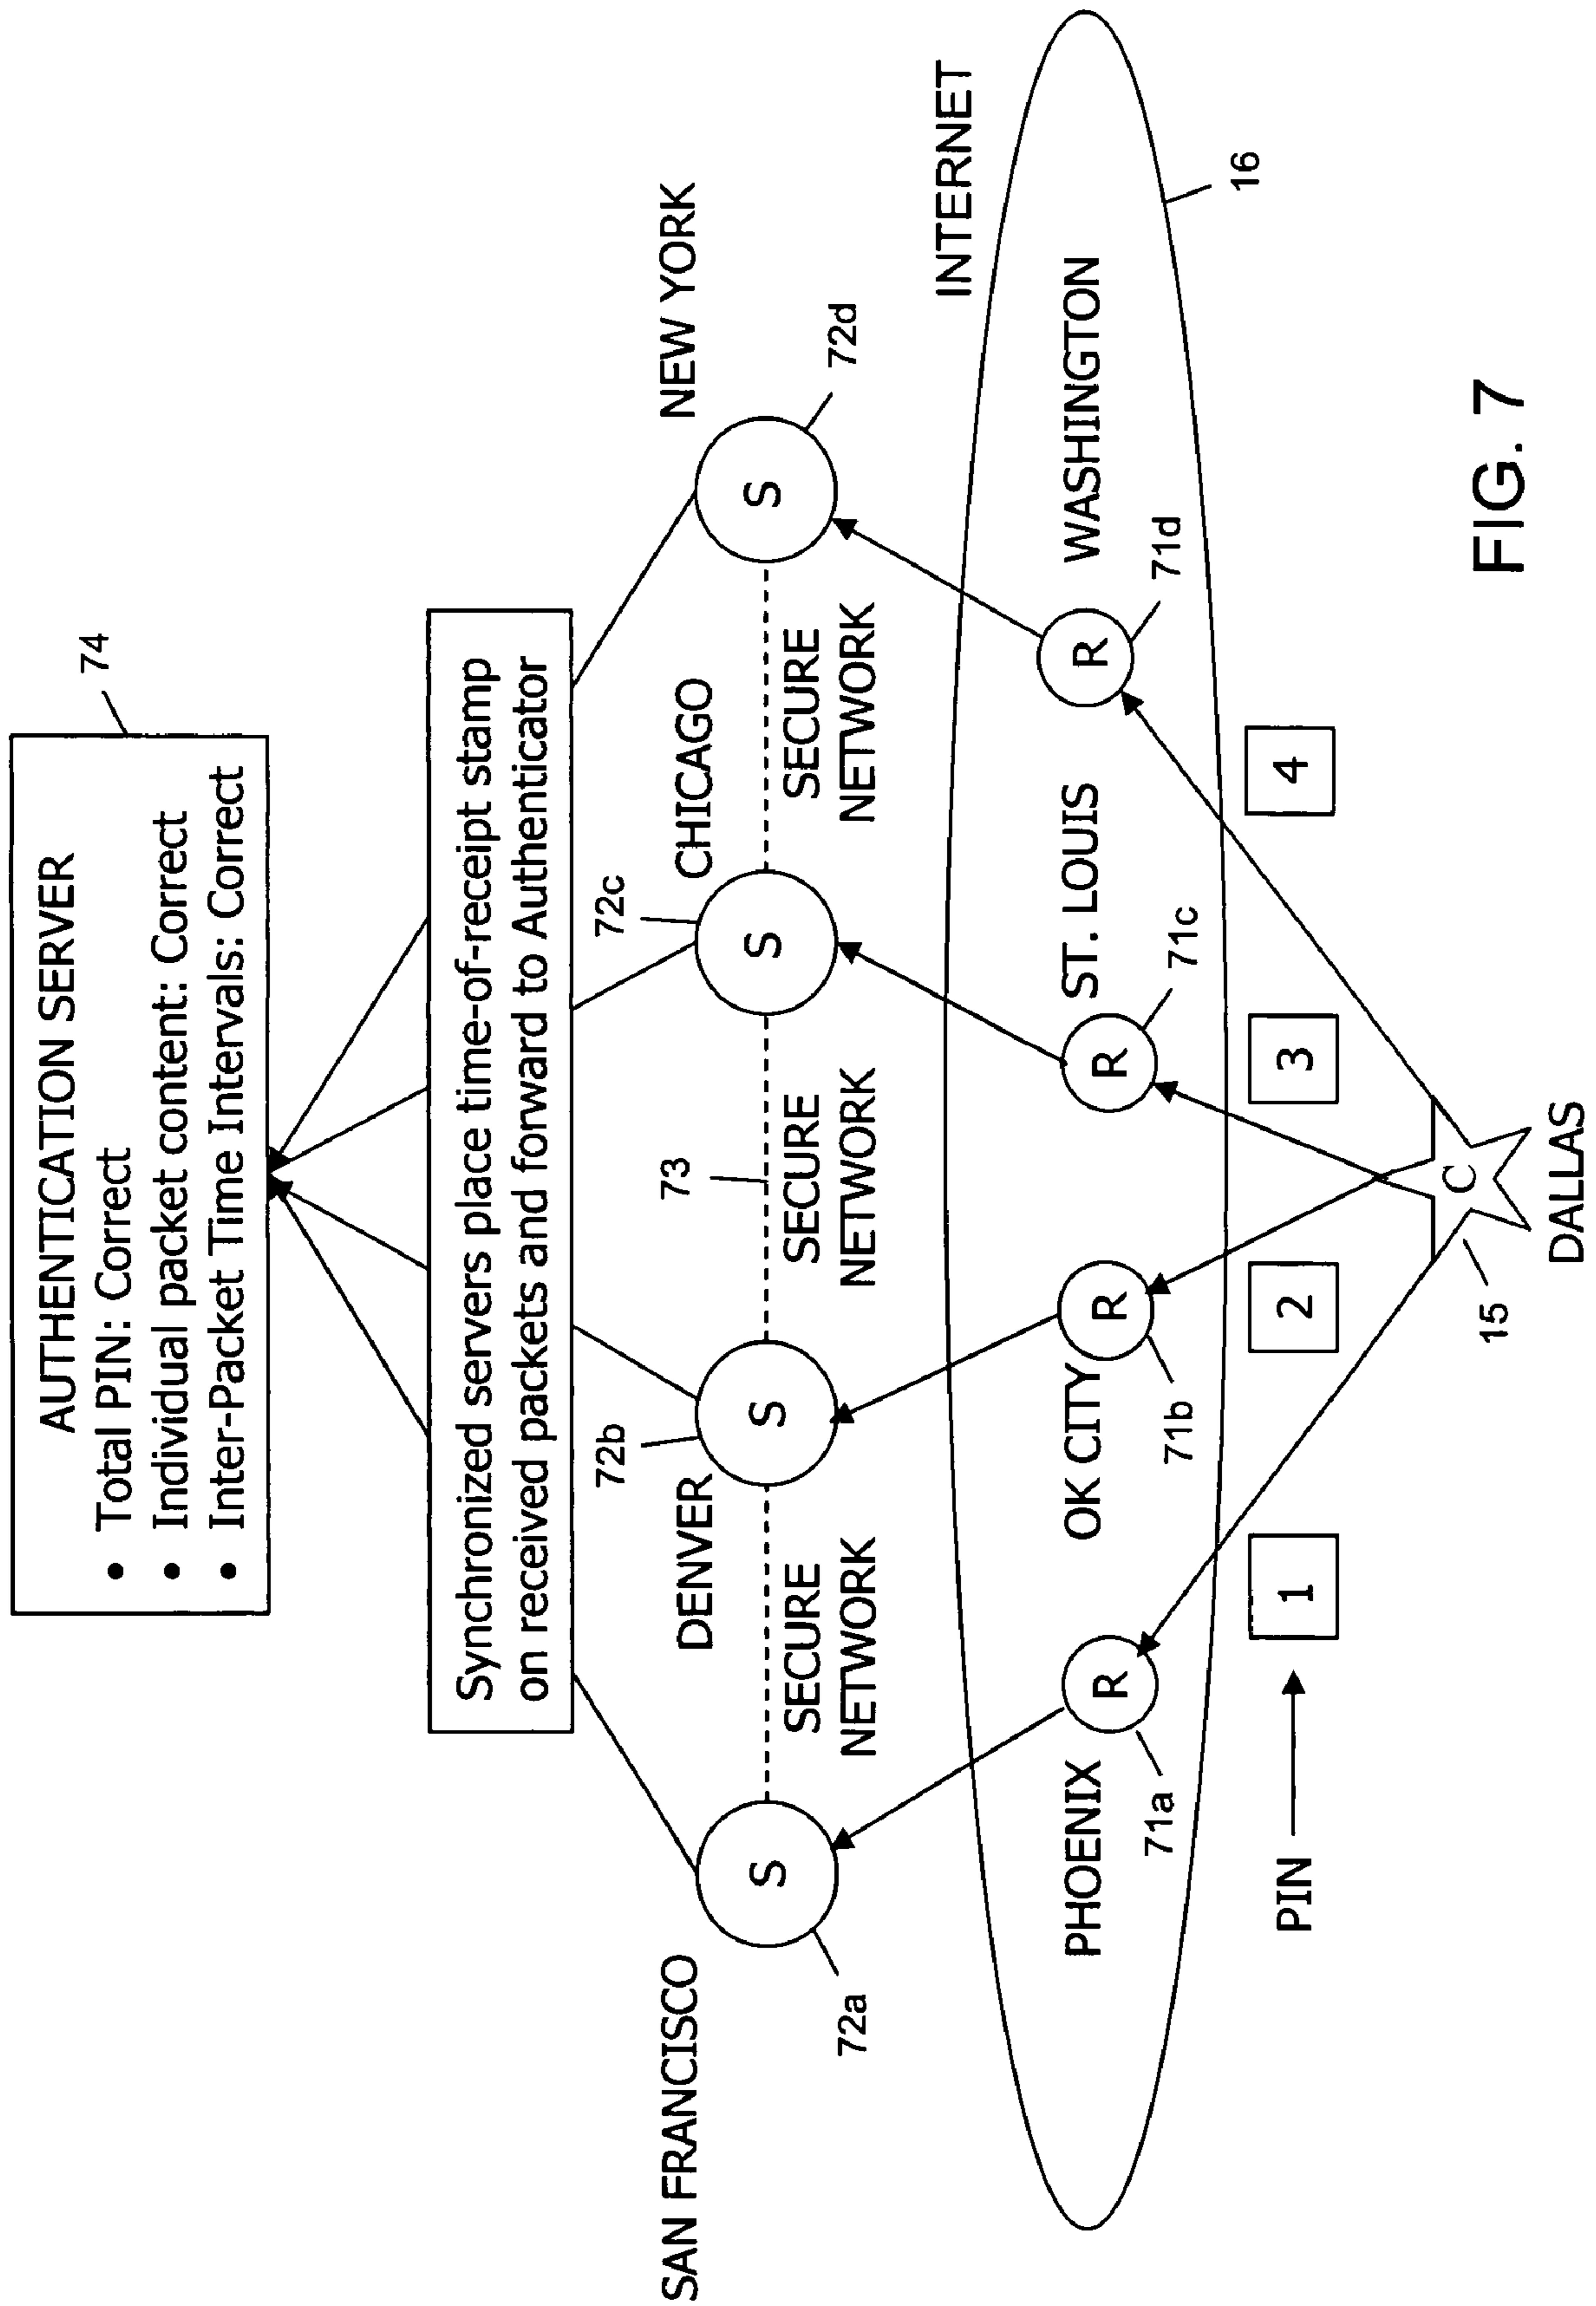 AUTHENTICATION SERVER
• Total PIN: Correct
• Individual packet content: Correct
• Inter-Packet Time Intervals: Correct
74
Synchronized servers place time-of-receipt stamp
on received packets and forward to Authenticator
SAN FRANCISCO
DENVER
CHICAGO
NEW YORK
72b
72c
73
S
S
S
S
72a
72d
SECURE
NETWORK
SECURE
NETWORK
SECURE
NETWORK
INTERNET
PHOENIX
OK CITY
ST. LOUIS
WASHINGTON
R
R
R
R
71a
71b
71c
71d
16
PIN
1
2
3
4
C
15
DALLAS
FIG. 7